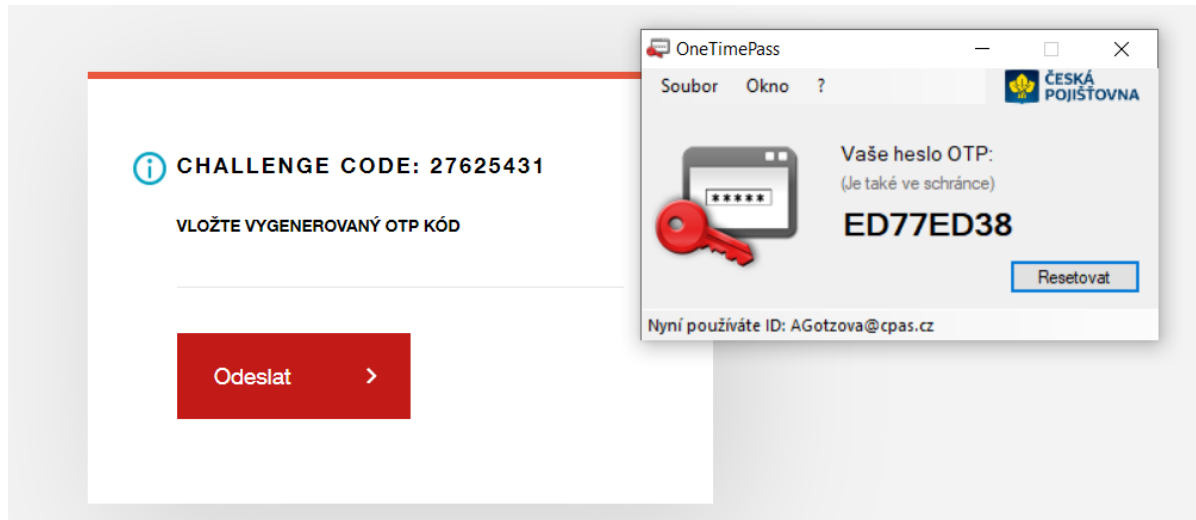 CHALLENGE CODE: 27625431
VLOŽTE VYGENEROVANÝ OTP KÓD
Odeslat
OneTimePass
Soubor Okno ?
ČESKÁ
POJIŠŤOVNA
*****
Vaše heslo OTP:
(Je také ve schránce)
ED77ED38
Resetovat
Nyní používáte ID: AGotzova@cpas.cz